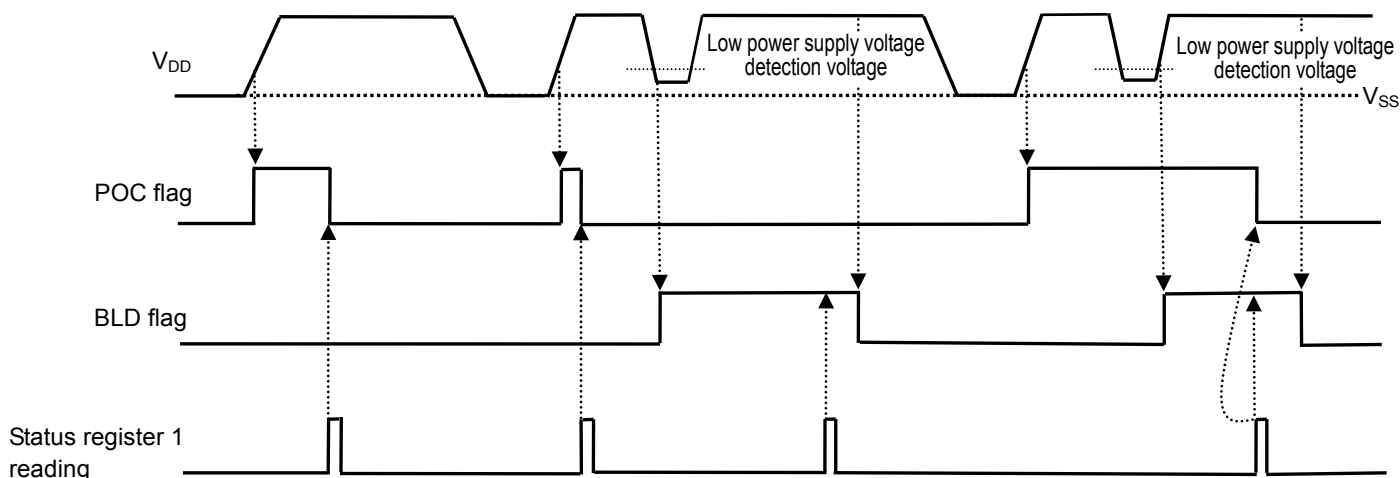 Low power supply voltage
detection voltage
Low power supply voltage
detection voltage
VDD
VSS
POC flag
BLD flag
Status register 1
reading